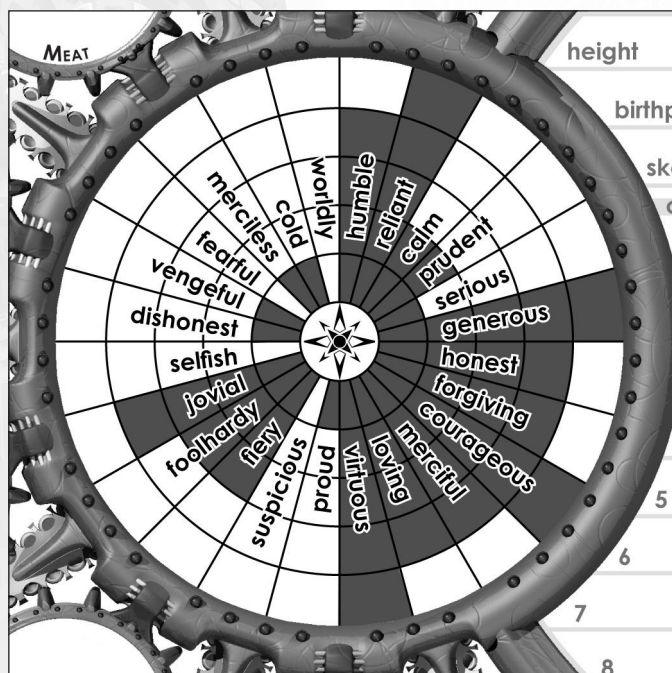 MEAT
height
birthp
ske
worldly
humble
reliant
calm
prudent
serious
generous
honest
forgiving
courageous
merciful
loving
virtuous
proud
suspicious
fiery
foolhardy
jovial
selfish
dishonest
vengeful
fearful
merciless
cold
5
6
7
8